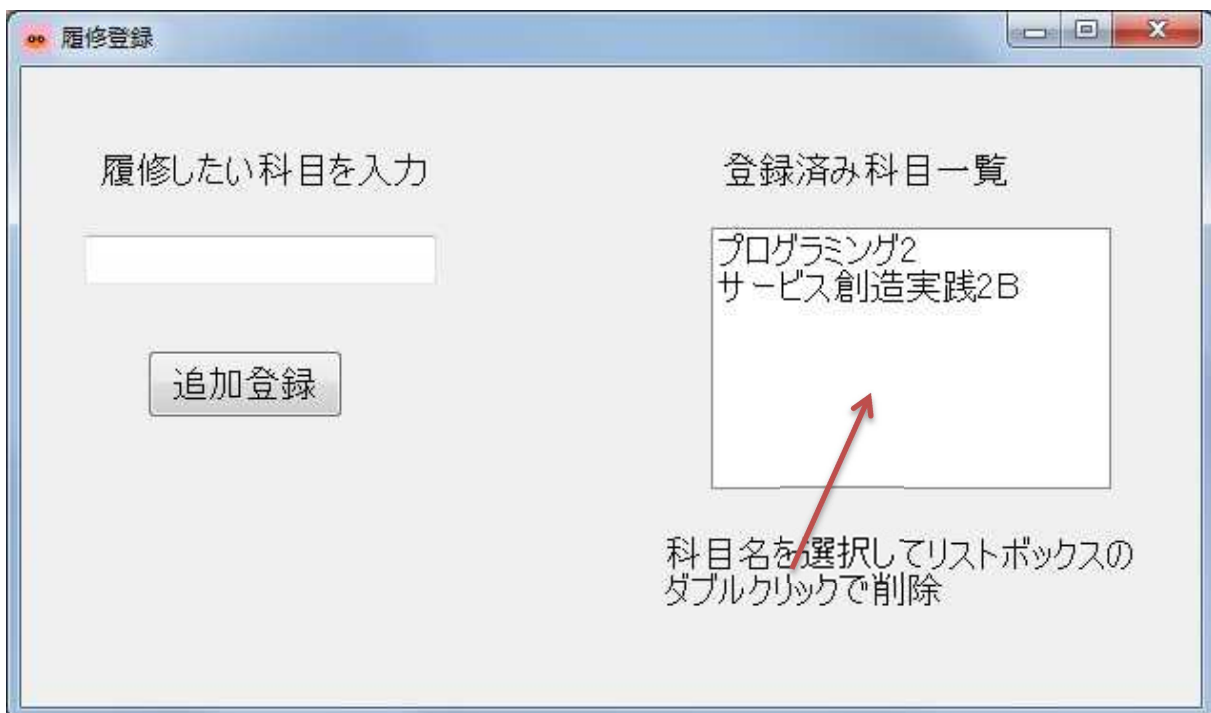 履修登録
履修したい科目を入力
追加登録
登録済み科目一覧
プログラミング2
サービス創造実践2B
科目名を選択してリストボックスの
ダブルクリックで削除